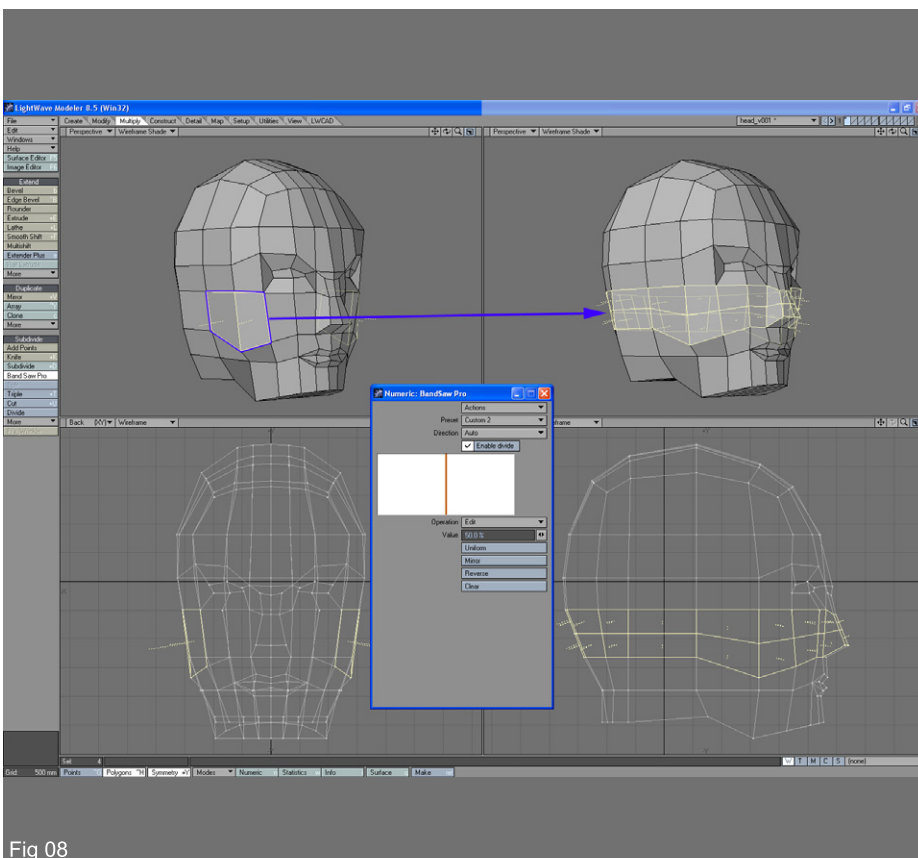 LightWave Modeler 8.5 (Win32)
File
Create Modify Multiply Construct Detail Map Setup Utilities View LWCAD
head_v001 *
Edit
Perspective Wireframe Shade
Perspective Wireframe Shade
Windows
Help
Surface Editor
Image Editor
Extend
Bevel
Edge Bevel
Rounder
Extrude
Lathe
Smooth Shift
Multishift
Extender Plus
More
Duplicate
Mirror
Array
Clone
More
Subdivide
Add Points
Knife
Subdivide
Band Saw Pro
Triple
Cut
Divide
More
Back (XY) Wireframe
Numeric: BandSaw Pro
Actions
Preset Custom 2
Direction Auto
Enable divide
Operation Edit
Value 50.0 %
Uniform
Mirror
Reverse
Clear
Sel: 4
W T M C S (none)
Grid: 500 mm Points Polygons Symmetry Modes Numeric Statistics Info Surface Make
Fig 08